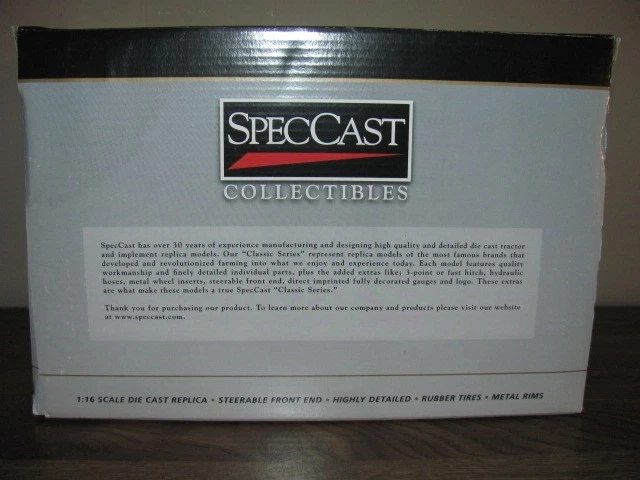 SPECCAST
COLLECTIBLES
SpecCast has over 30 years of experience manufacturing and designing high quality and detailed die cast tractor
and implement replica models. Our "Classic Series" represent replica models of the most famous brands that
developed and revolutionized farming into what we enjoy and experience today. Each model features quality
workmanship and finely detailed individual parts, plus the added extras like; 3-point or fast hitch, hydraulic
hoses, metal wheel inserts, steerable front end, direct imprinted fully decorated gauges and logo. These extras
are what make these models a true SpecCast "Classic Series."
Thank you for purchasing our product. To learn more about our company and products please visit our website
at www.speccast.com.
1:16 SCALE DIE CAST REPLICA • STEERABLE FRONT END • HIGHLY DETAILED • RUBBER TIRES • METAL RIMS